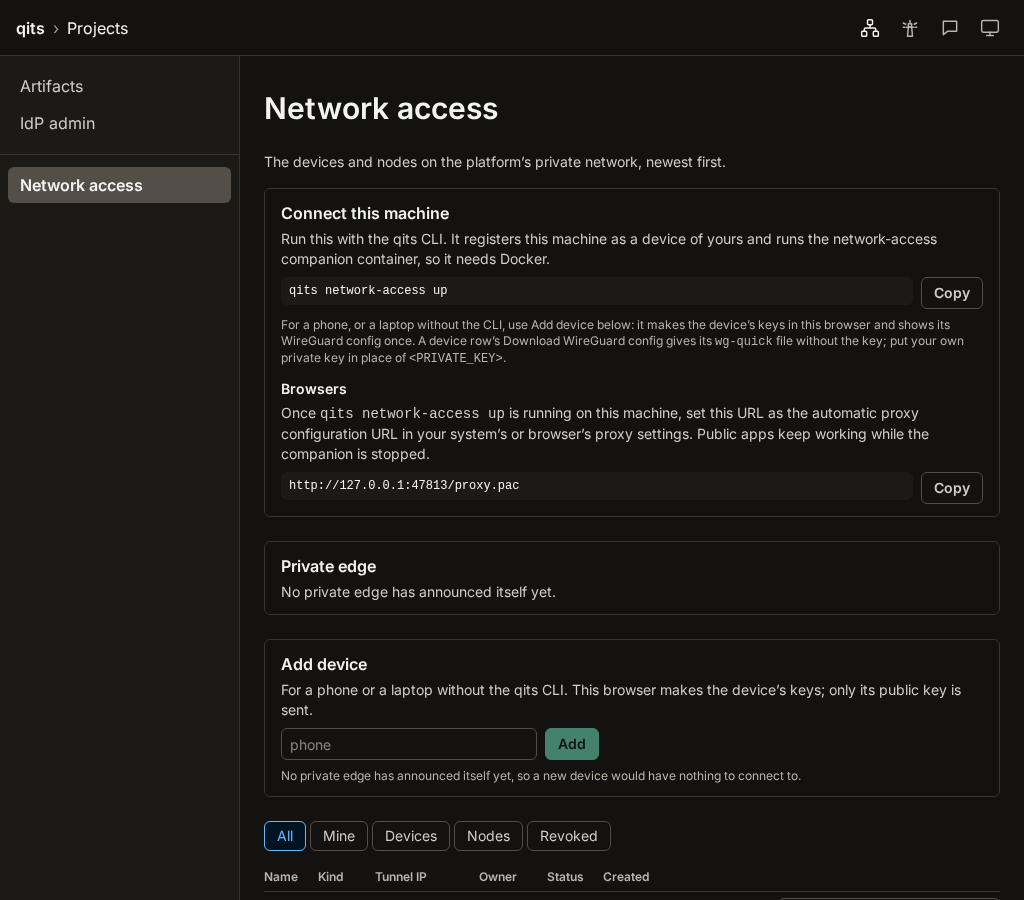 qits › Projects
Artifacts
IdP admin
Network access
Network access
The devices and nodes on the platform’s private network, newest first.
Connect this machine
Run this with the qits CLI. It registers this machine as a device of yours and runs the network-access
companion container, so it needs Docker.
qits network-access up
Copy
For a phone, or a laptop without the CLI, use Add device below: it makes the device’s keys in this browser and shows its
WireGuard config once. A device row’s Download WireGuard config gives its wg-quick file without the key; put your own
private key in place of <PRIVATE_KEY>.
Browsers
Once qits network-access up is running on this machine, set this URL as the automatic proxy
configuration URL in your system’s or browser’s proxy settings. Public apps keep working while the
companion is stopped.
http://127.0.0.1:47813/proxy.pac
Copy
Private edge
No private edge has announced itself yet.
Add device
For a phone or a laptop without the qits CLI. This browser makes the device’s keys; only its public key is
sent.
phone
Add
No private edge has announced itself yet, so a new device would have nothing to connect to.
All Mine Devices Nodes Revoked
Name Kind Tunnel IP Owner Status Created